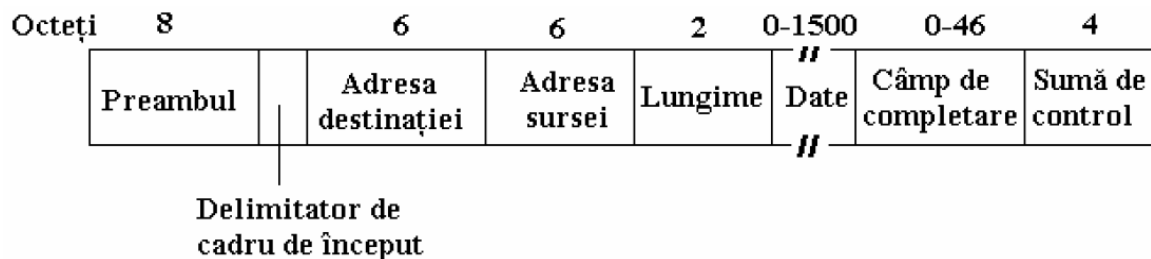 Octeți 8 6 6 2 0-1500 0-46 4
Preambul
Adresa
destinației
Adresa
sursei
Lungime
Date
Câmp de
completare
Sumă de
control
Delimitator de
cadru de început